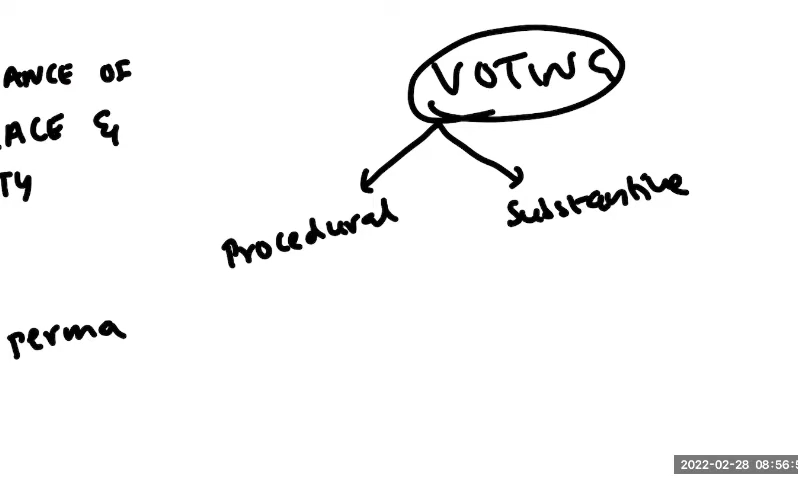 ANCE OF
ACE &
TY
VOTING
Procedural
Substantive
perma
2022-02-28 08:56:5